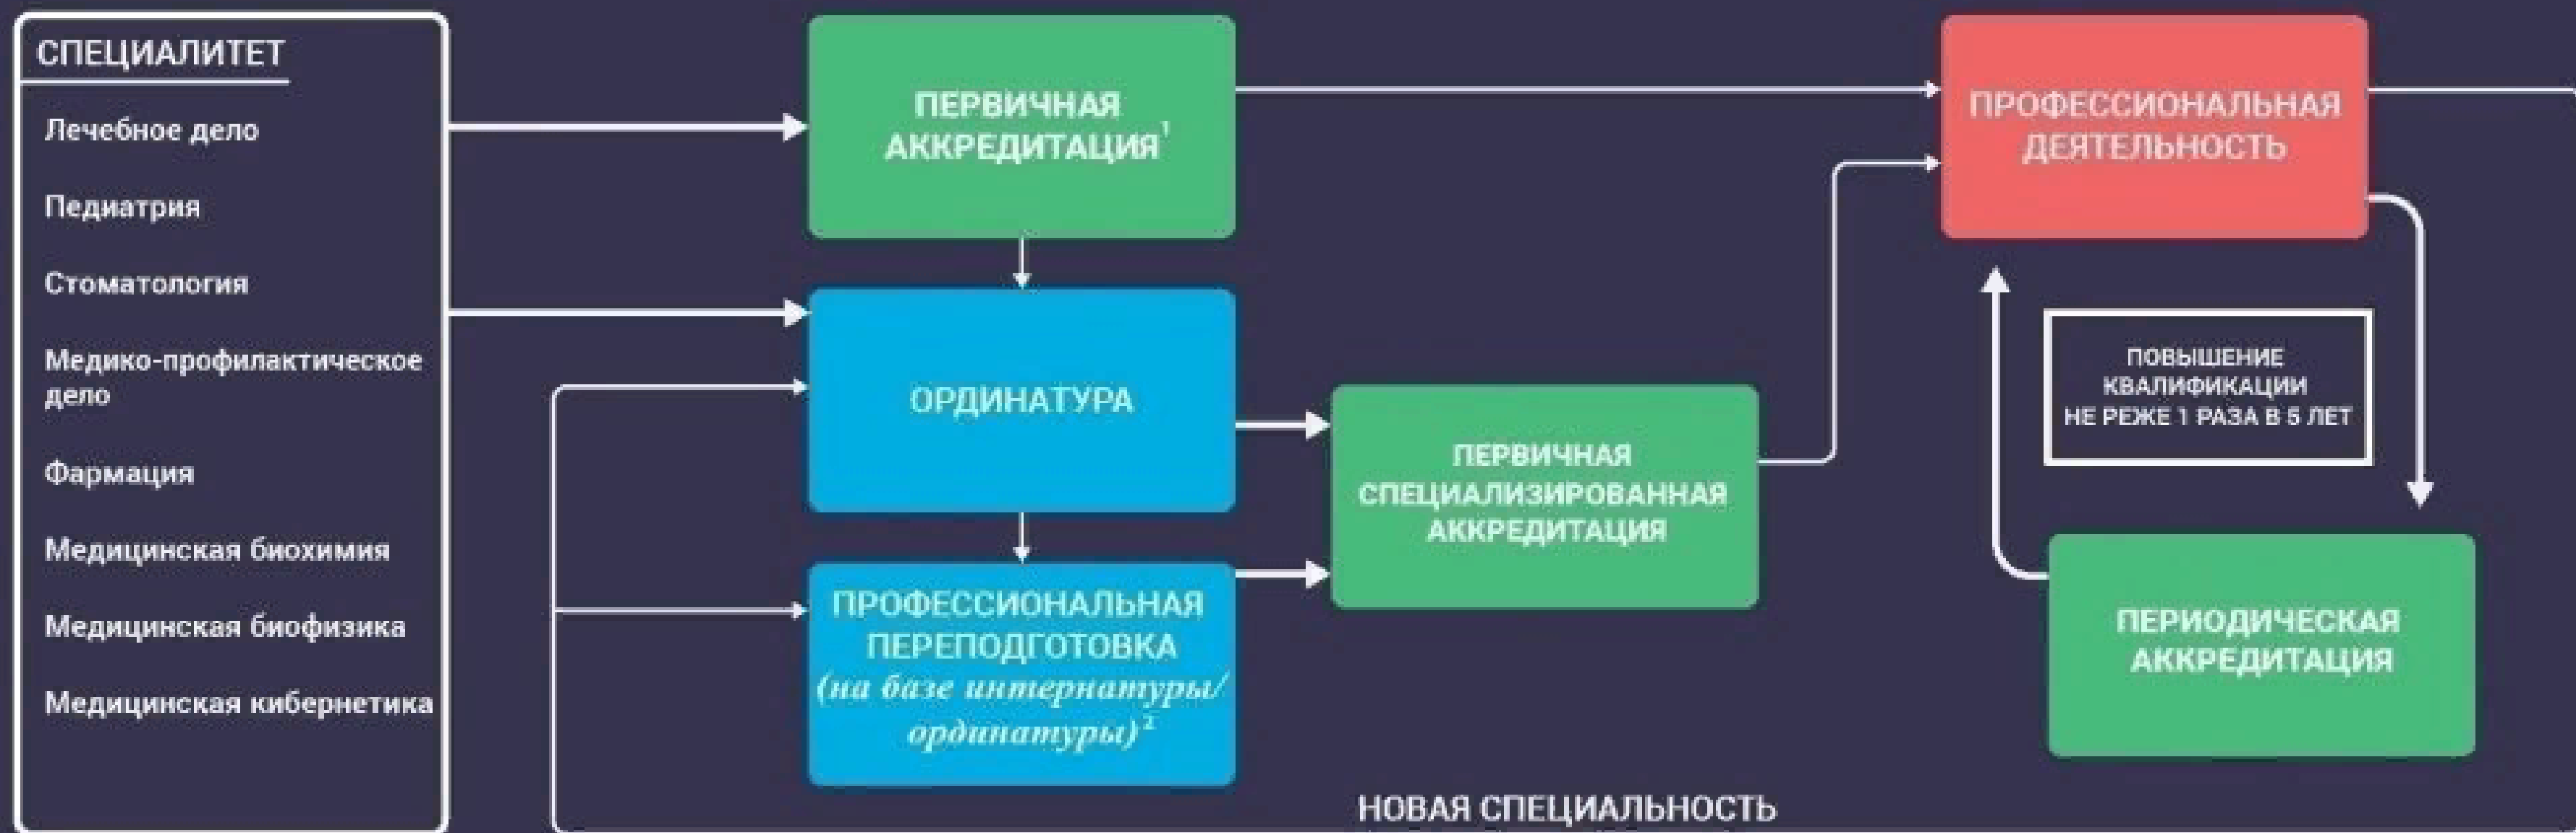 СПЕЦИАЛИТЕТ
Лечебное дело
Педиатрия
Стоматология
Медико-профилактическое
дело
Фармация
Медицинская биохимия
Медицинская биофизика
Медицинская кибернетика
ПЕРВИЧНАЯ
АККРЕДИТАЦИЯ¹
ОРДИНАТУРА
ПРОФЕССИОНАЛЬНАЯ
ПЕРЕПОДГОТОВКА
(на базе интернатуры/
ординатуры)²
ПЕРВИЧНАЯ
СПЕЦИАЛИЗИРОВАННАЯ
АККРЕДИТАЦИЯ
ПРОФЕССИОНАЛЬНАЯ
ДЕЯТЕЛЬНОСТЬ
ПОВЫШЕНИЕ
КВАЛИФИКАЦИИ
НЕ РЕЖЕ 1 РАЗА В 5 ЛЕТ
ПЕРИОДИЧЕСКАЯ
АККРЕДИТАЦИЯ
НОВАЯ СПЕЦИАЛЬНОСТЬ